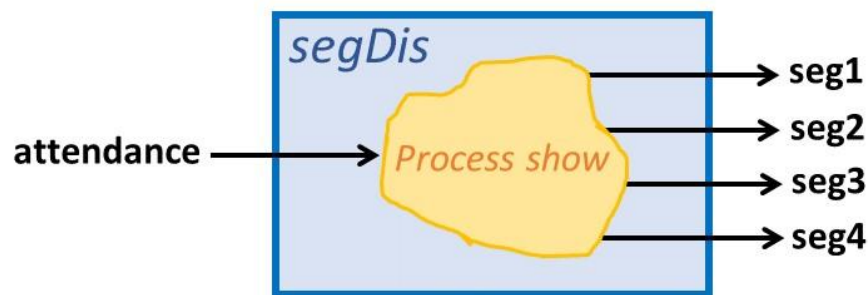 segDis
seg1
seg2
attendance
Process show
seg3
seg4